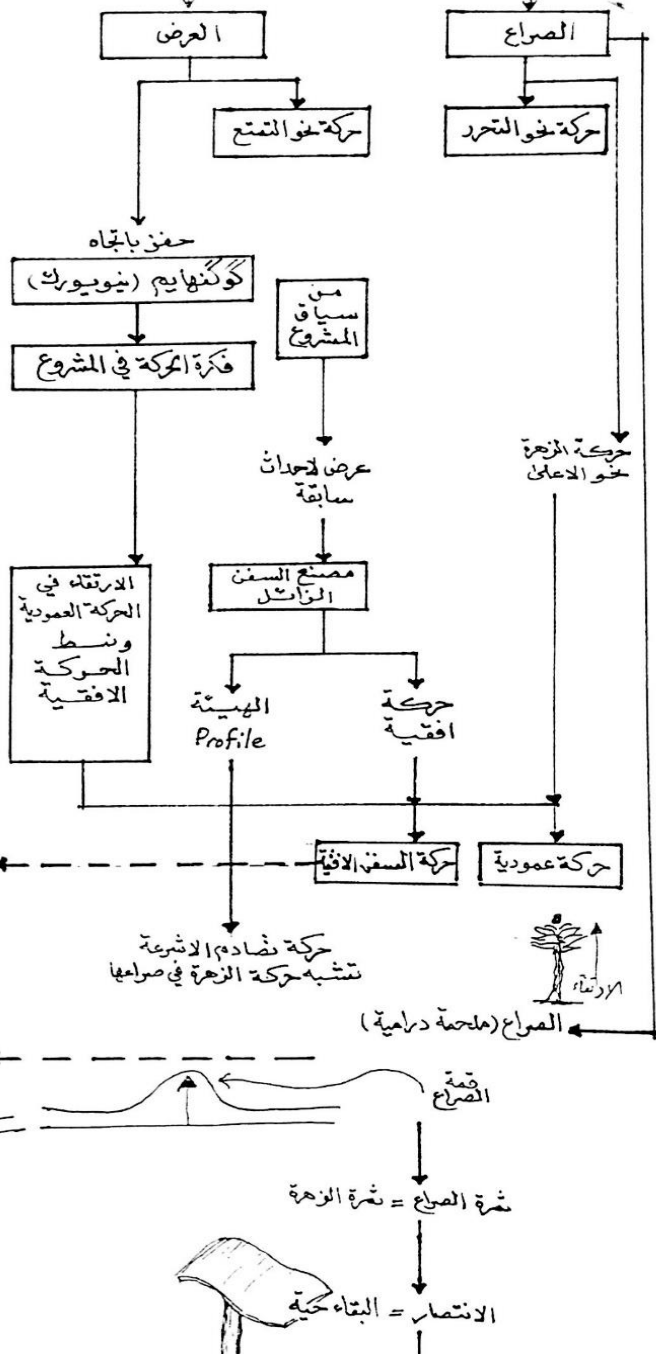 الصراع
العرض
حركة نحو التحرر
حركة نحو التمتع
حفز باتجاه
گوگنهايم (نيويورك)
من
سياق
المشروع
فكرة الحركة في المشروع
حركة الزهرة
نحو الاعلى
عرض لاحداث
سابقة
مصنع السفن
الزائل
الارتقاء في
الحركة العمودية
وسط
الحركة
الافقية
حركة
افقية
الهيئة
Profile
حركة عمودية
حركة السفن الافقية
حركة تصادم الاشرعة
تشبه حركة الزهرة في صراعها
الارتقاء
الصراع (ملحمة درامية)
قمة
الصراع
ثمرة الصراع = ثمرة الزهرة
الانتصار = البقاء حية